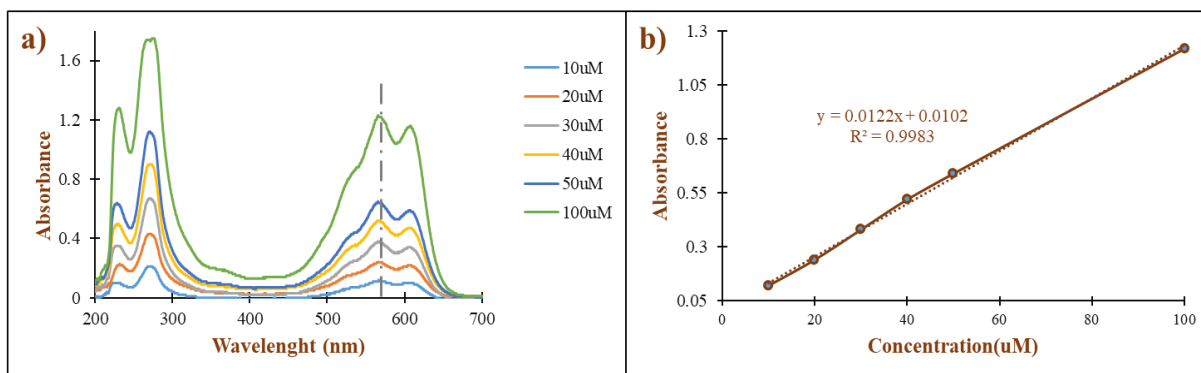 a)
1.6
1.2
0.8
0.4
0
200 300 400 500 600 700
Absorbance
Wavelenght (nm)
10uM
20uM
30uM
40uM
50uM
100uM
b)
1.3
1.05
0.8
0.55
0.3
0.05
0 20 40 60 80 100
Absorbance
Concentration(uM)
y = 0.0122x + 0.0102
R² = 0.9983